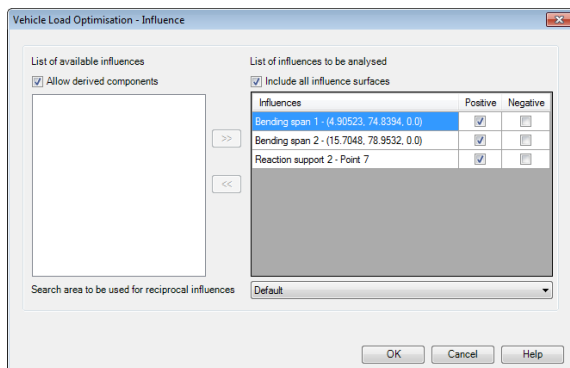 Vehicle Load Optimisation - Influence
List of available influences
Allow derived components
>>
<<
List of influences to be analysed
Include all influence surfaces
Influences Positive Negative
Bending span 1 - (4.90523, 74.8394, 0.0)
Bending span 2 - (15.7048, 78.9532, 0.0)
Reaction support 2 - Point 7
Search area to be used for reciprocal influences Default
OK Cancel Help